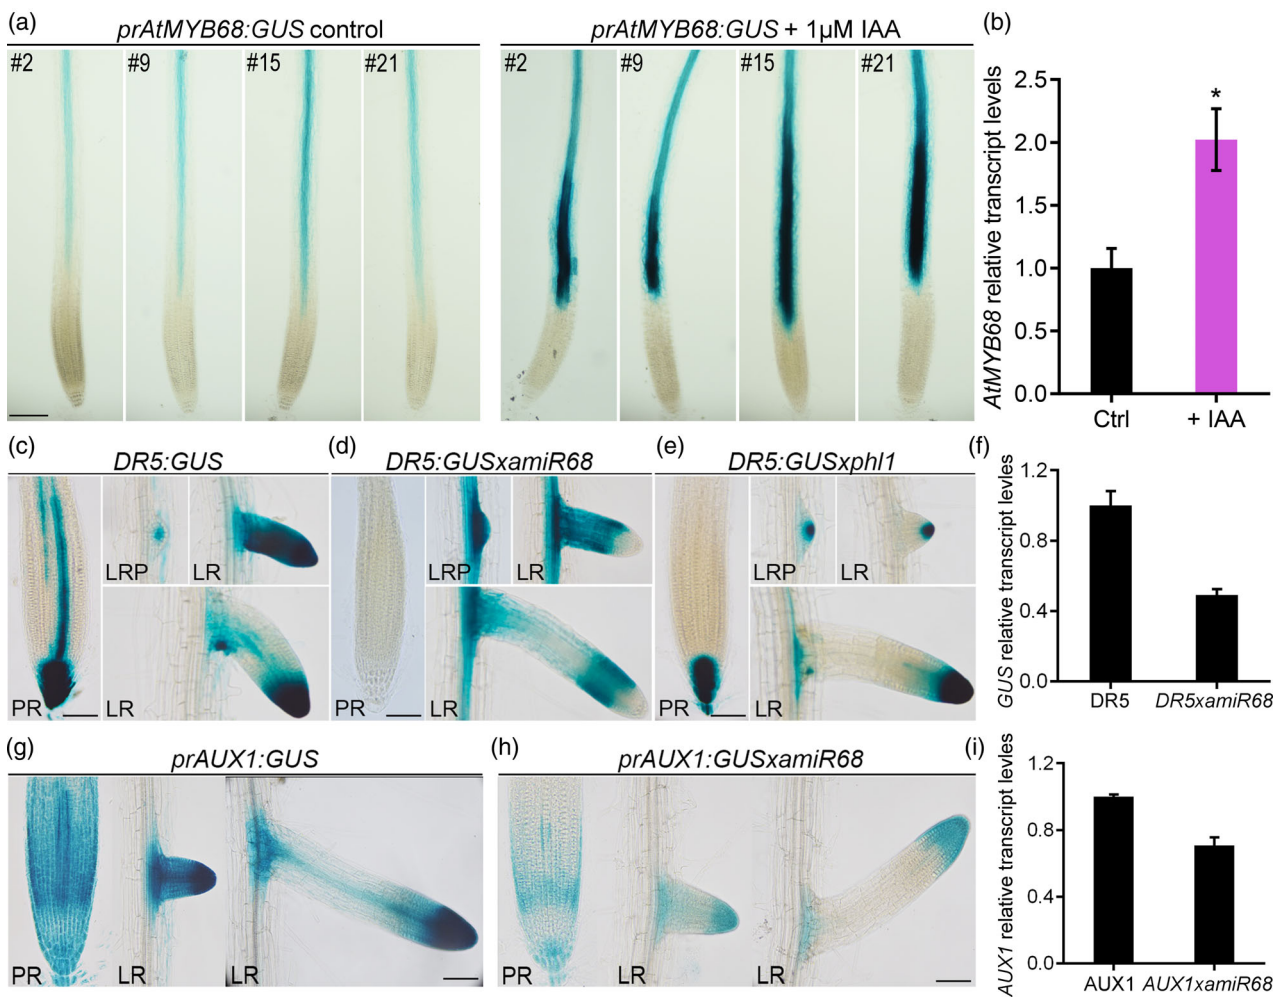 (a)
prAtMYB68:GUS control
#2
#9
#15
#21
prAtMYB68:GUS + 1µM IAA
#2
#9
#15
#21
(b)
AtMYB68 relative transcript levels
2.5
2.0
1.5
1.0
0.5
0.0
Ctrl
+ IAA
*
(c)
DR5:GUS
PR
LRP
LR
LR
(d)
DR5:GUSxamiR68
PR
LRP
LR
LR
(e)
DR5:GUSxphl1
PR
LRP
LR
LR
(f)
GUS relative transcript levles
1.2
0.8
0.4
0.0
DR5
DR5xamiR68
(g)
prAUX1:GUS
PR
LR
LR
(h)
prAUX1:GUSxamiR68
PR
LR
LR
(i)
AUX1 relative transcript levles
1.2
0.8
0.4
0.0
AUX1
AUX1xamiR68